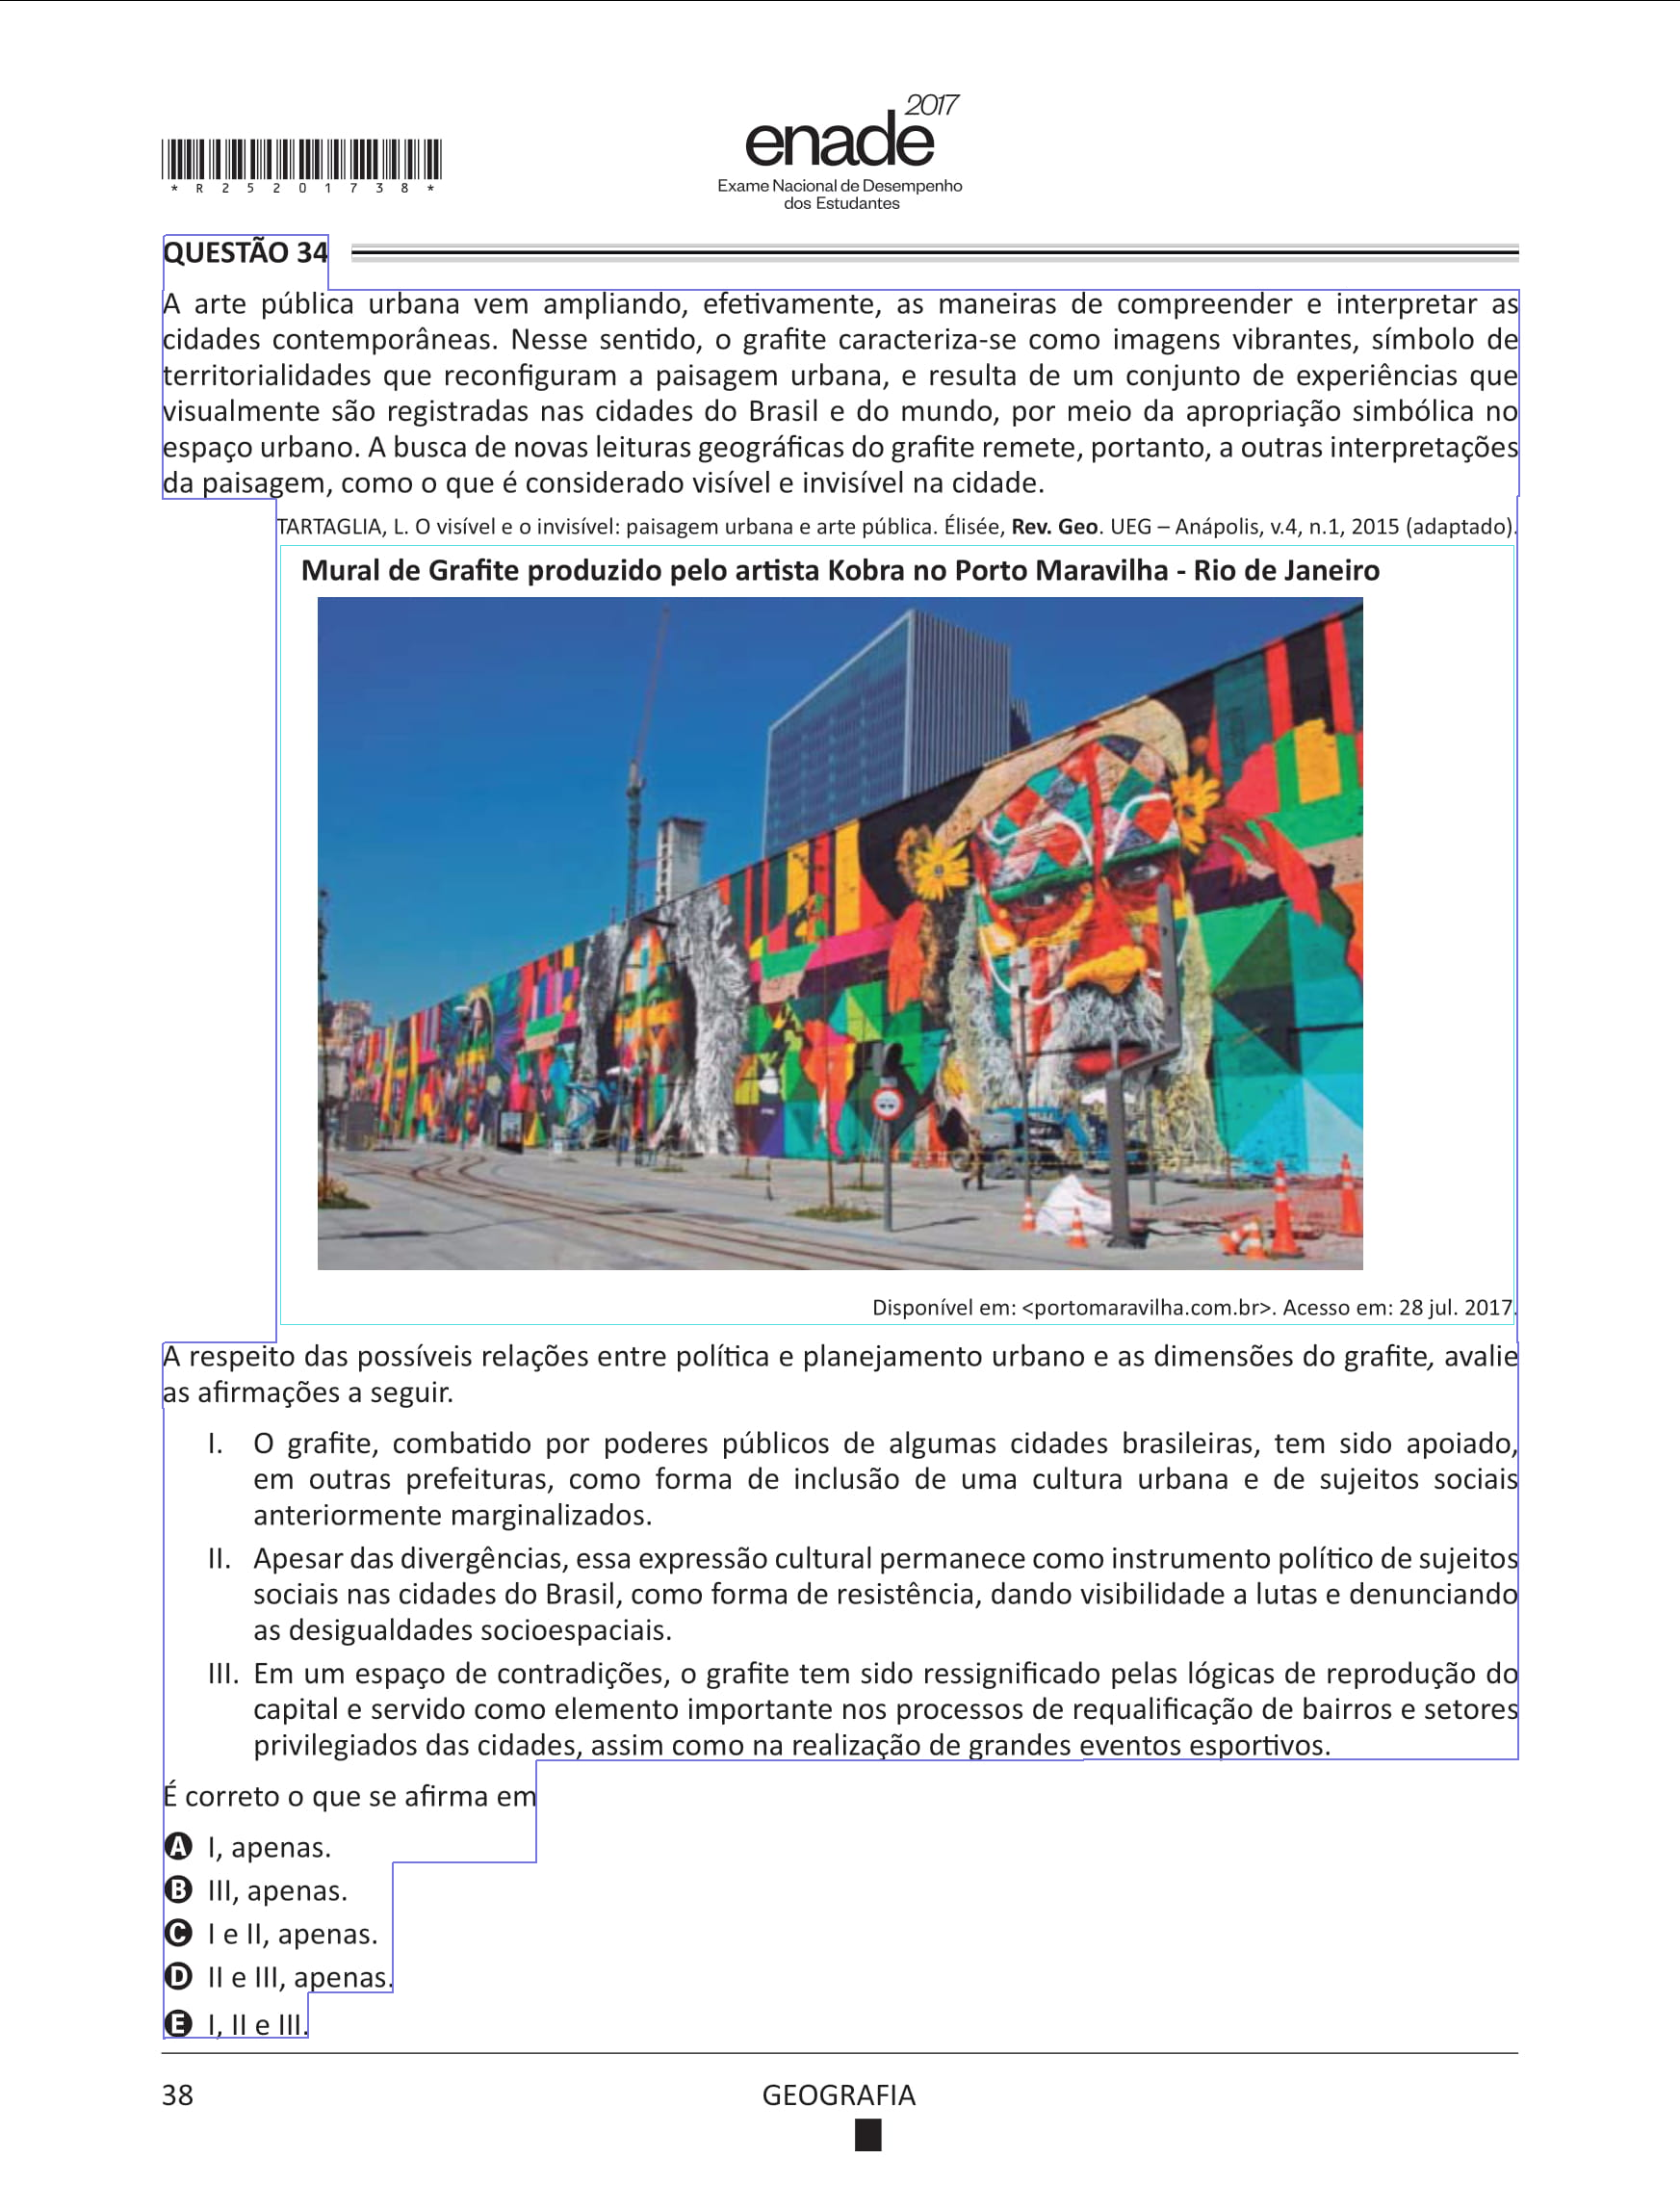 2017
enade
Exame Nacional de Desempenho
dos Estudantes
* R 2 5 2 0 1 7 3 8 *
QUESTÃO 34
A arte pública urbana vem ampliando, efetivamente, as maneiras de compreender e interpretar as
cidades contemporâneas. Nesse sentido, o grafite caracteriza-se como imagens vibrantes, símbolo de
territorialidades que reconfiguram a paisagem urbana, e resulta de um conjunto de experiências que
visualmente são registradas nas cidades do Brasil e do mundo, por meio da apropriação simbólica no
espaço urbano. A busca de novas leituras geográficas do grafite remete, portanto, a outras interpretações
da paisagem, como o que é considerado visível e invisível na cidade.
TARTAGLIA, L. O visível e o invisível: paisagem urbana e arte pública. Élisée, Rev. Geo. UEG – Anápolis, v.4, n.1, 2015 (adaptado).
Mural de Grafite produzido pelo artista Kobra no Porto Maravilha - Rio de Janeiro
Disponível em: <portomaravilha.com.br>. Acesso em: 28 jul. 2017.
A respeito das possíveis relações entre política e planejamento urbano e as dimensões do grafite, avalie
as afirmações a seguir.
I. O grafite, combatido por poderes públicos de algumas cidades brasileiras, tem sido apoiado,
em outras prefeituras, como forma de inclusão de uma cultura urbana e de sujeitos sociais
anteriormente marginalizados.
II. Apesar das divergências, essa expressão cultural permanece como instrumento político de sujeitos
sociais nas cidades do Brasil, como forma de resistência, dando visibilidade a lutas e denunciando
as desigualdades socioespaciais.
III. Em um espaço de contradições, o grafite tem sido ressignificado pelas lógicas de reprodução do
capital e servido como elemento importante nos processos de requalificação de bairros e setores
privilegiados das cidades, assim como na realização de grandes eventos esportivos.
É correto o que se afirma em
A I, apenas.
B III, apenas.
C I e II, apenas.
D II e III, apenas.
E I, II e III.
38
GEOGRAFIA